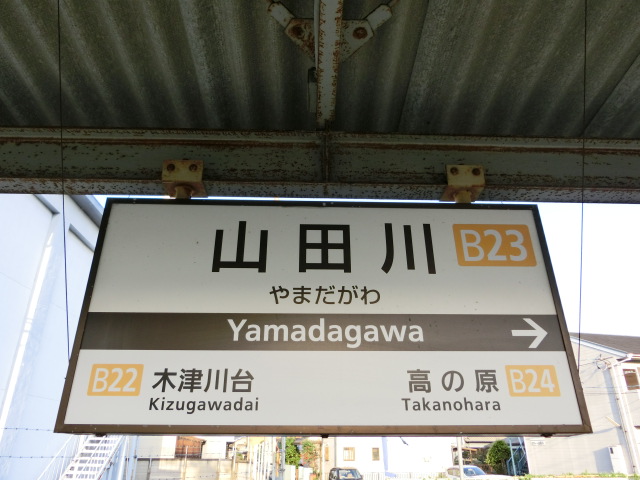 山田川 B23
やまだがわ
Yamadagawa
B22 木津川台 高の原 B24
Kizugawadai Takanohara